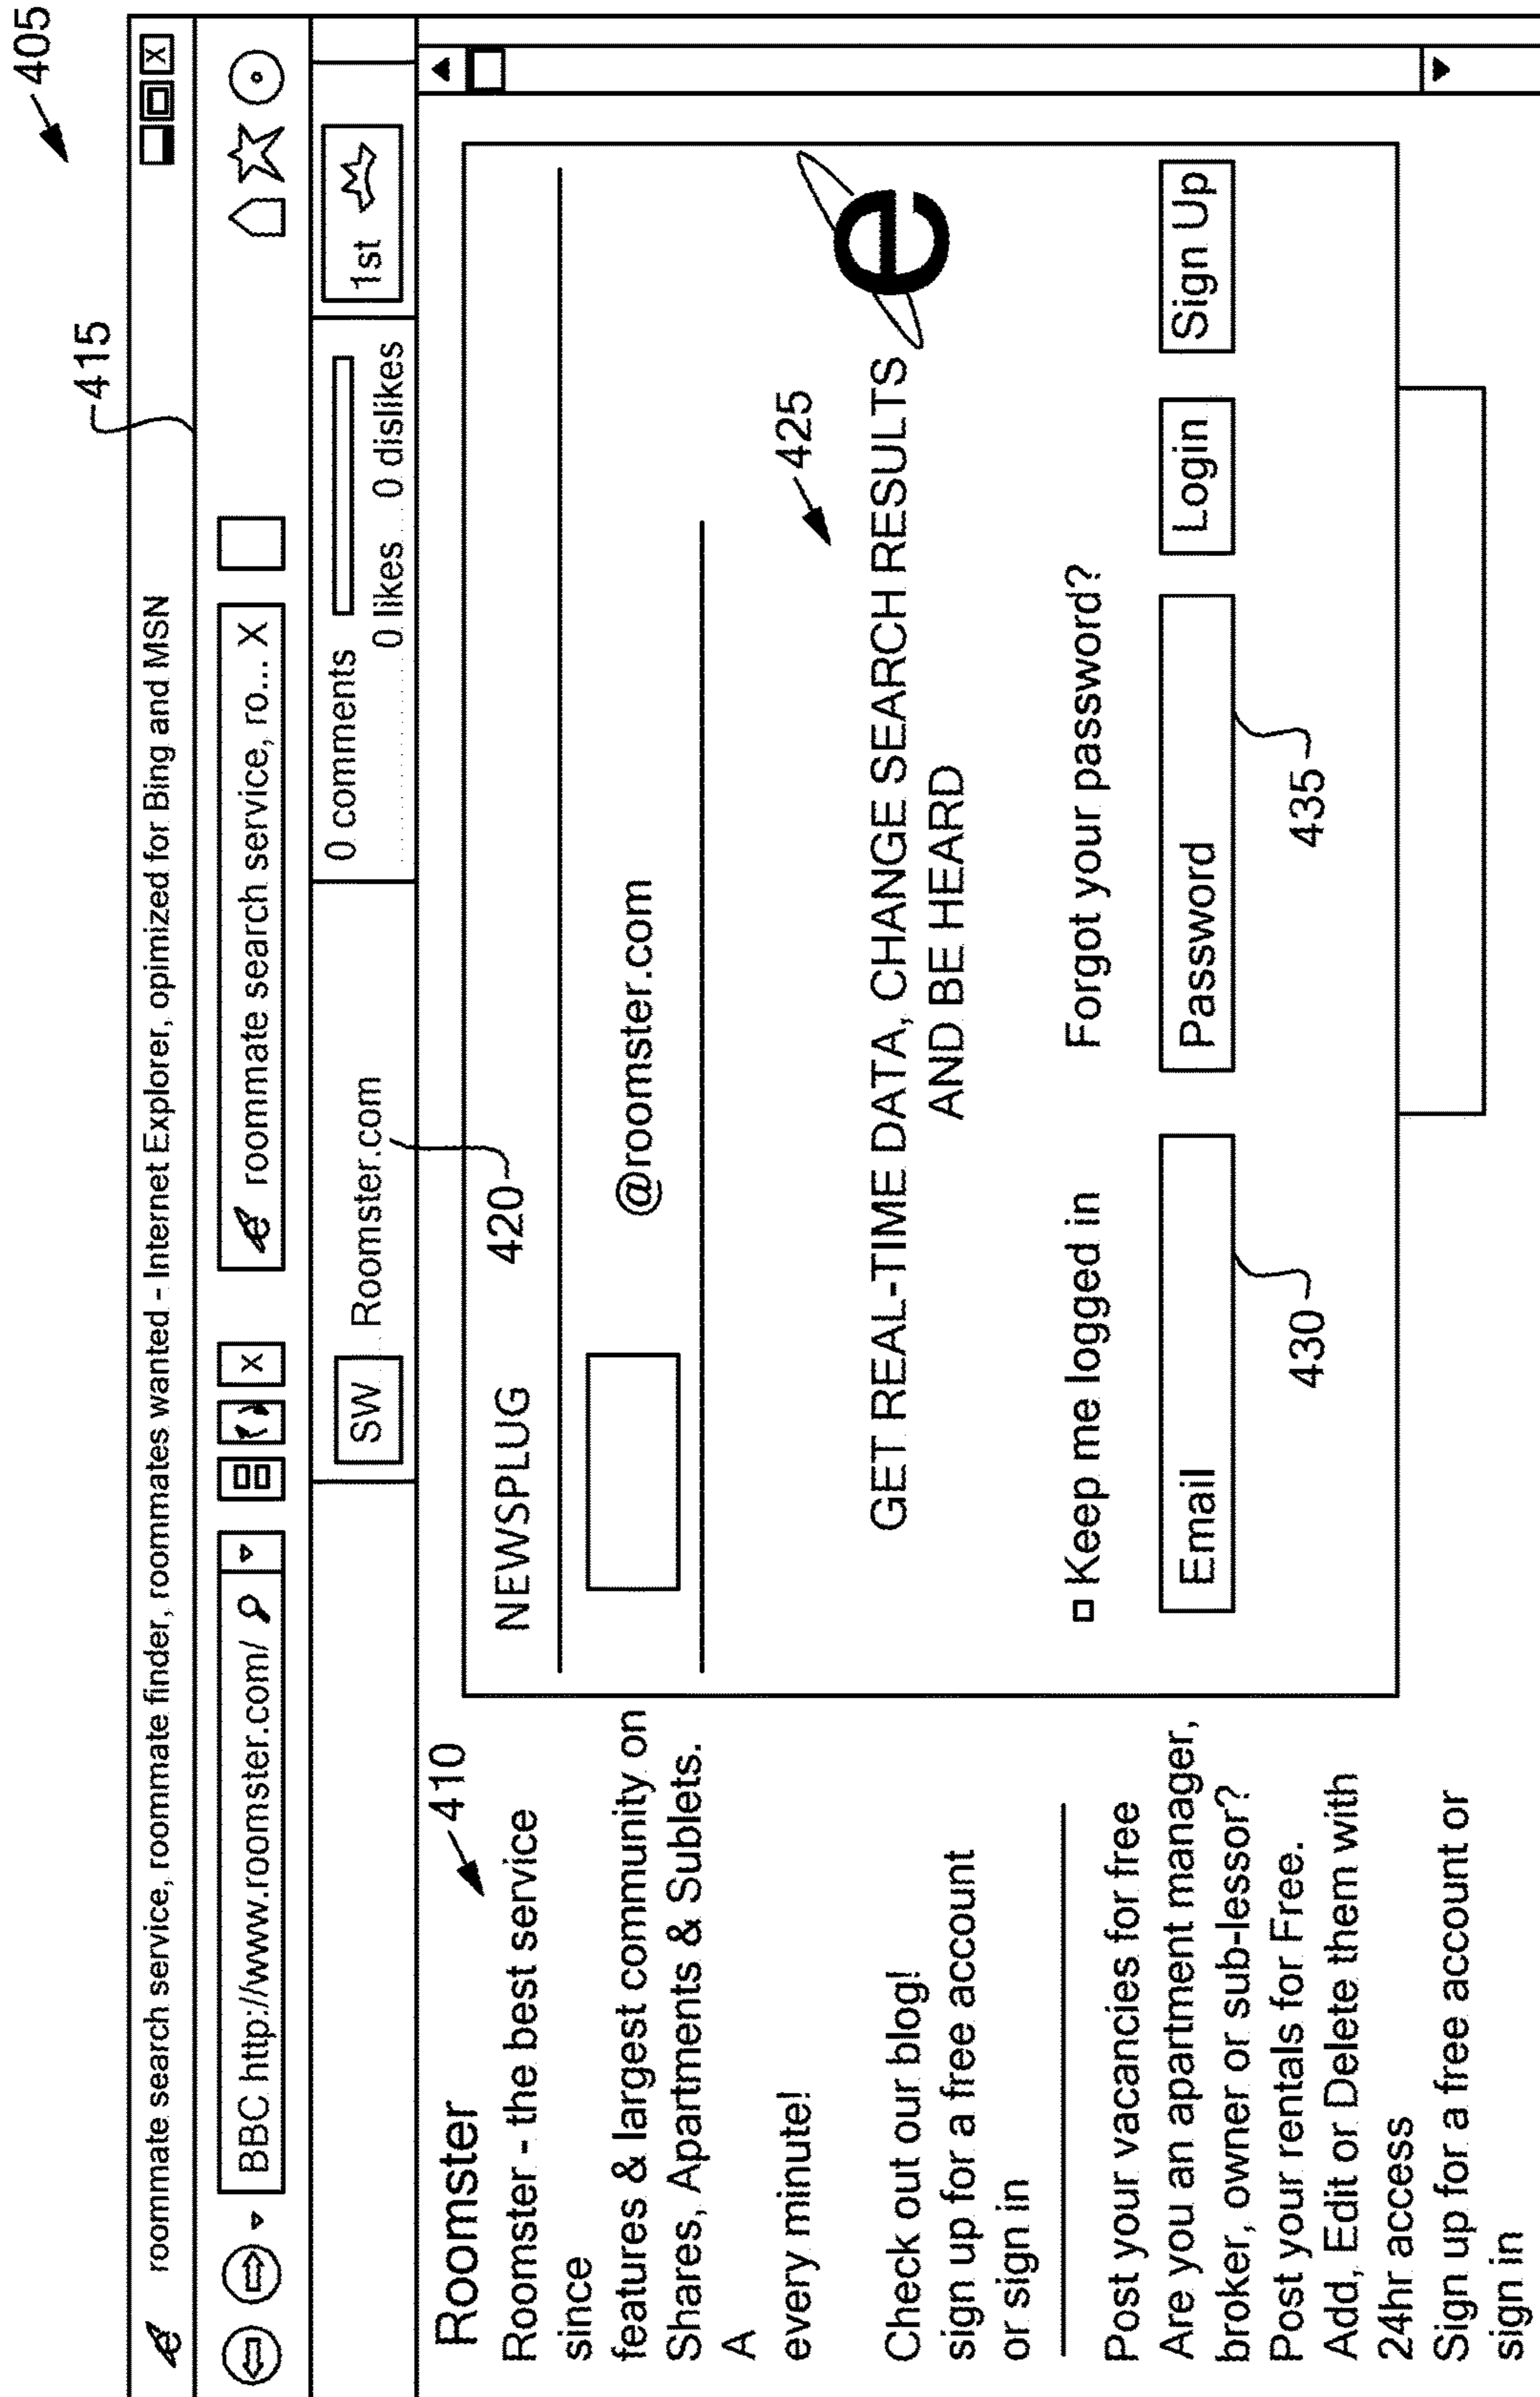 405
415
roommate search service, roommate finder, roommates wanted - Internet Explorer, opimized for Bing and MSN
X
BBC http://www.roomster.com/
X
roommate search service, ro... X
SW
Roomster.com
0 comments
0 likes 0 dislikes
1st
410
Roomster
Roomster - the best service
since
features & largest community on
Shares, Apartments & Sublets.
A
every minute!
Check out our blog!
sign up for a free account
or sign in
Post your vacancies for free
Are you an apartment manager,
broker, owner or sub-lessor?
Post your rentals for Free.
Add, Edit or Delete them with
24hr access
Sign up for a free account or
sign in
NEWSPLUG
420
@roomster.com
425
GET REAL-TIME DATA, CHANGE SEARCH RESULTS
AND BE HEARD
e
Keep me logged in
Forgot your password?
Email
Password
Login
Sign Up
430
435